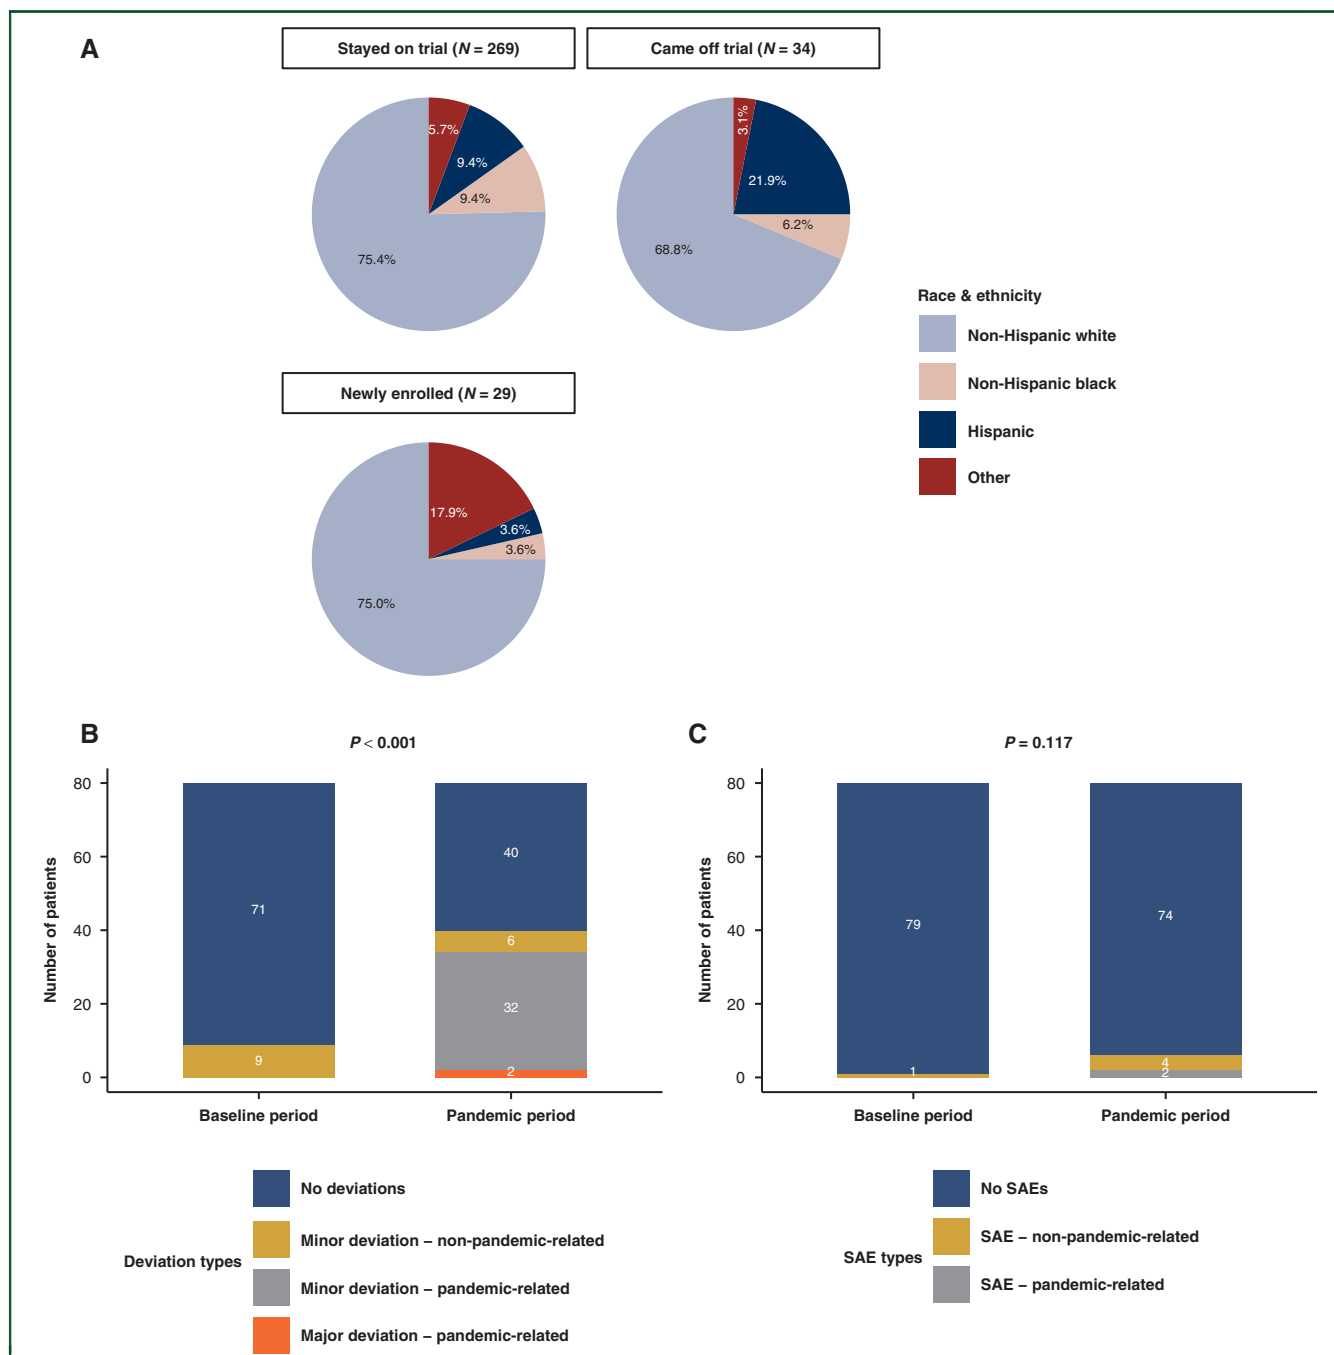 A
Stayed on trial (N = 269)
Came off trial (N = 34)
5.7%
9.4%
9.4%
75.4%
3.1%
21.9%
6.2%
68.8%
Race & ethnicity
Non-Hispanic white
Non-Hispanic black
Hispanic
Other
Newly enrolled (N = 29)
17.9%
3.6%
3.6%
75.0%
B
P < 0.001
Number of patients
80
60
40
20
0
71
9
40
6
32
2
Baseline period
Pandemic period
Deviation types
No deviations
Minor deviation – non-pandemic-related
Minor deviation – pandemic-related
Major deviation – pandemic-related
C
P = 0.117
Number of patients
80
60
40
20
0
79
1
74
4
2
Baseline period
Pandemic period
SAE types
No SAEs
SAE – non-pandemic-related
SAE – pandemic-related